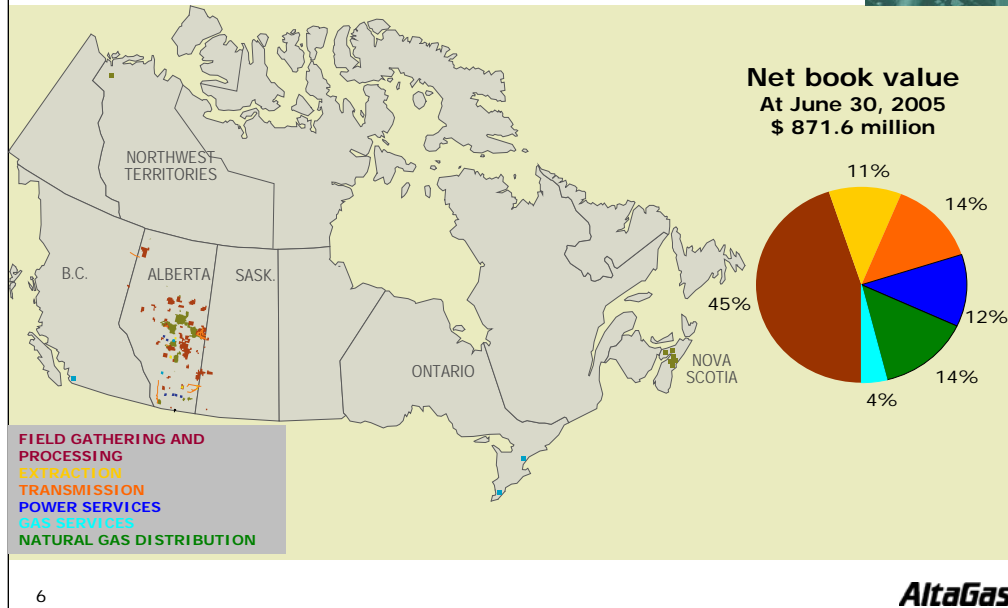 Net book value
At June 30, 2005
$ 871.6 million
11%
14%
45%
12%
14%
4%
NORTHWEST
TERRITORIES
B.C.
ALBERTA
SASK.
ONTARIO
NOVA
SCOTIA
FIELD GATHERING AND
PROCESSING
EXTRACTION
TRANSMISSION
POWER SERVICES
GAS SERVICES
NATURAL GAS DISTRIBUTION
6
AltaGas